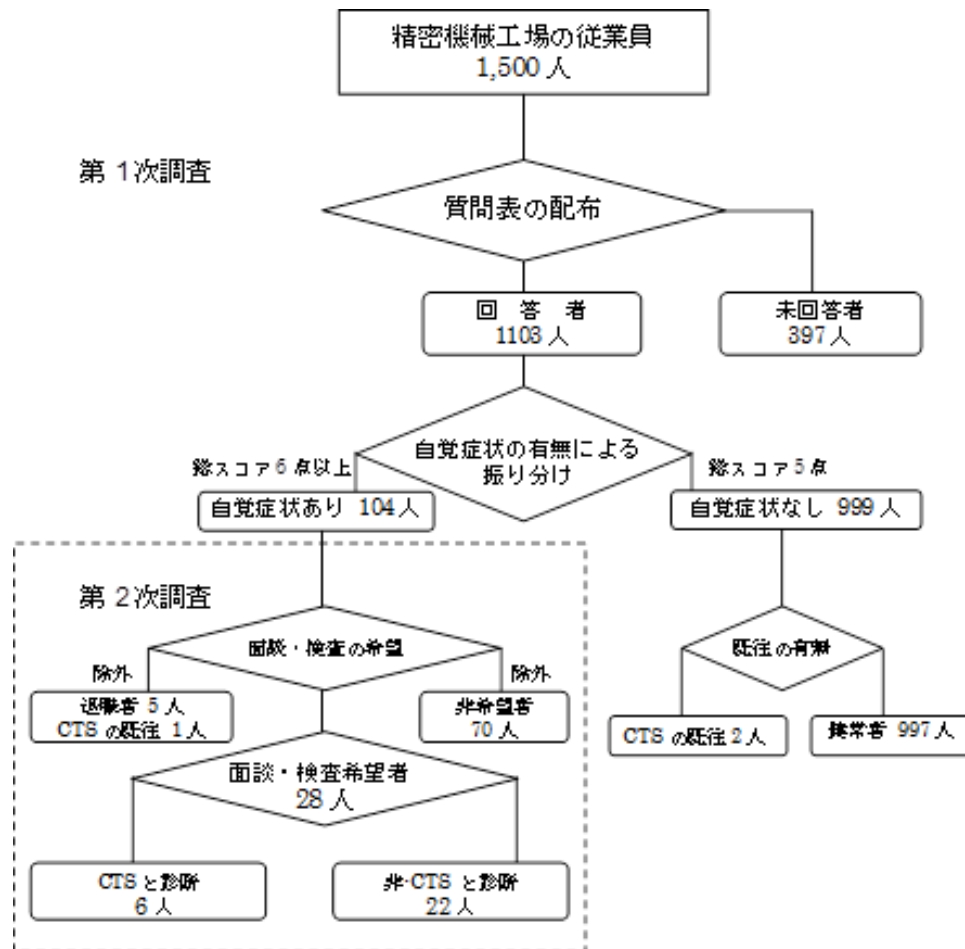 精密機械工場の従業員
1,500 人
第 1次調査
質問表の配布
回 答 者
1103 人
未回答者
397 人
自覚症状の有無による
振り分け
総スコア 6 点以上
総スコア 5 点
自覚症状あり 104 人
自覚症状なし 999 人
第 2次調査
面談・検査の希望
既往の有無
除外
除外
退職者 5 人
CTS の既往 1 人
非希望者
70 人
CTS の既往 2 人
健常者 997 人
面談・検査希望者
28 人
CTS と診断
6 人
非-CTS と診断
22 人